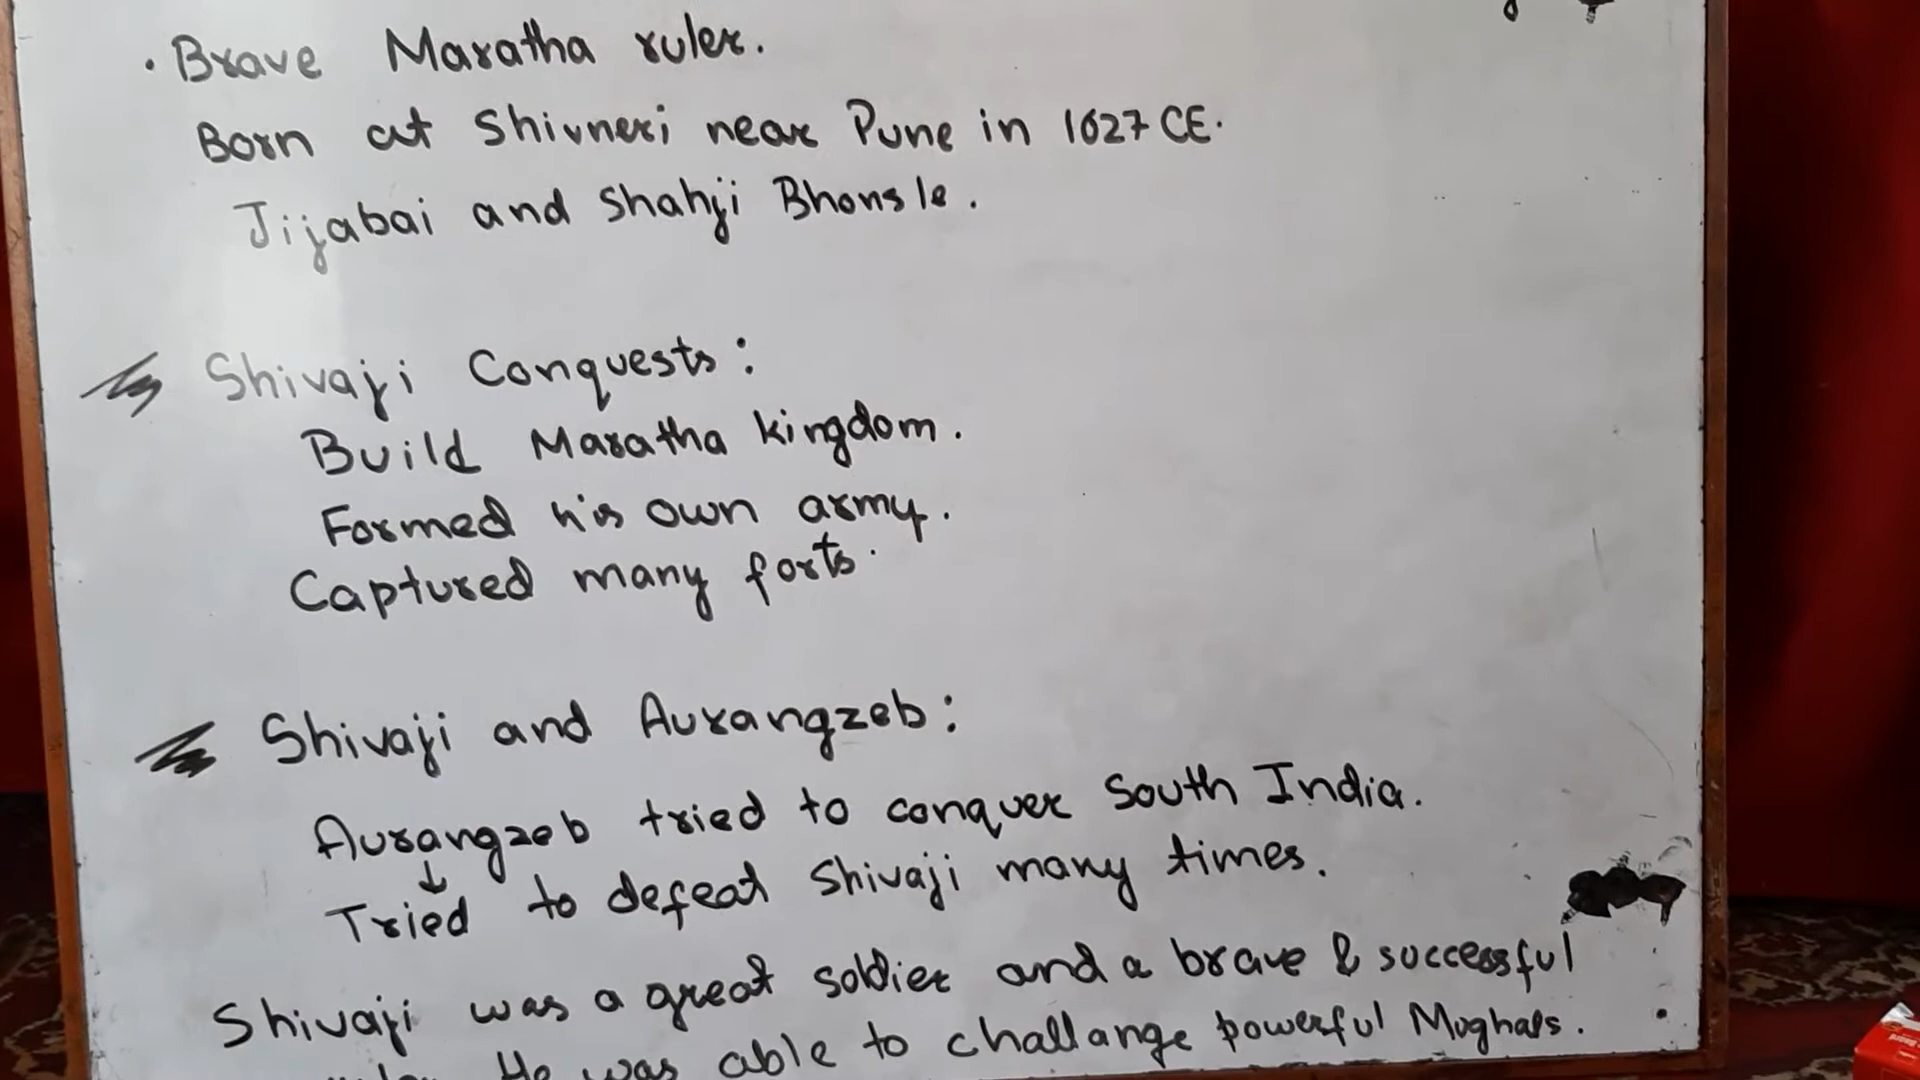 . Brave Maratha ruler.
Born at Shivneri near Pune in 1627 CE.
Jijabai and Shahji Bhonsle.
Shivaji Conquests:
Build Maratha kingdom.
Formed his own army.
Captured many forts.
Shivaji and Aurangzeb:
Aurangzeb tried to conquer South India.
↓
Tried to defeat Shivaji many times.
Shivaji was a great soldier and a brave & successful
He was able to challange powerful Mughals.